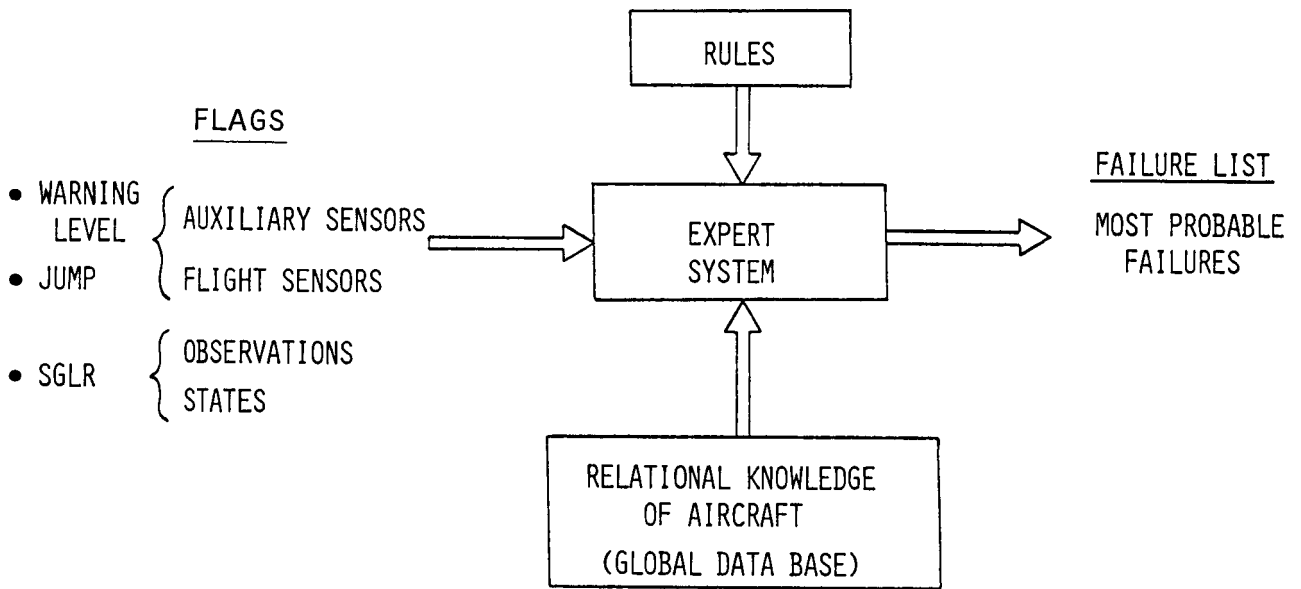 RULES
FLAGS
• WARNING
LEVEL
• JUMP
AUXILIARY SENSORS
FLIGHT SENSORS
• SGLR
OBSERVATIONS
STATES
EXPERT
SYSTEM
FAILURE LIST
MOST PROBABLE
FAILURES
RELATIONAL KNOWLEDGE
OF AIRCRAFT
(GLOBAL DATA BASE)